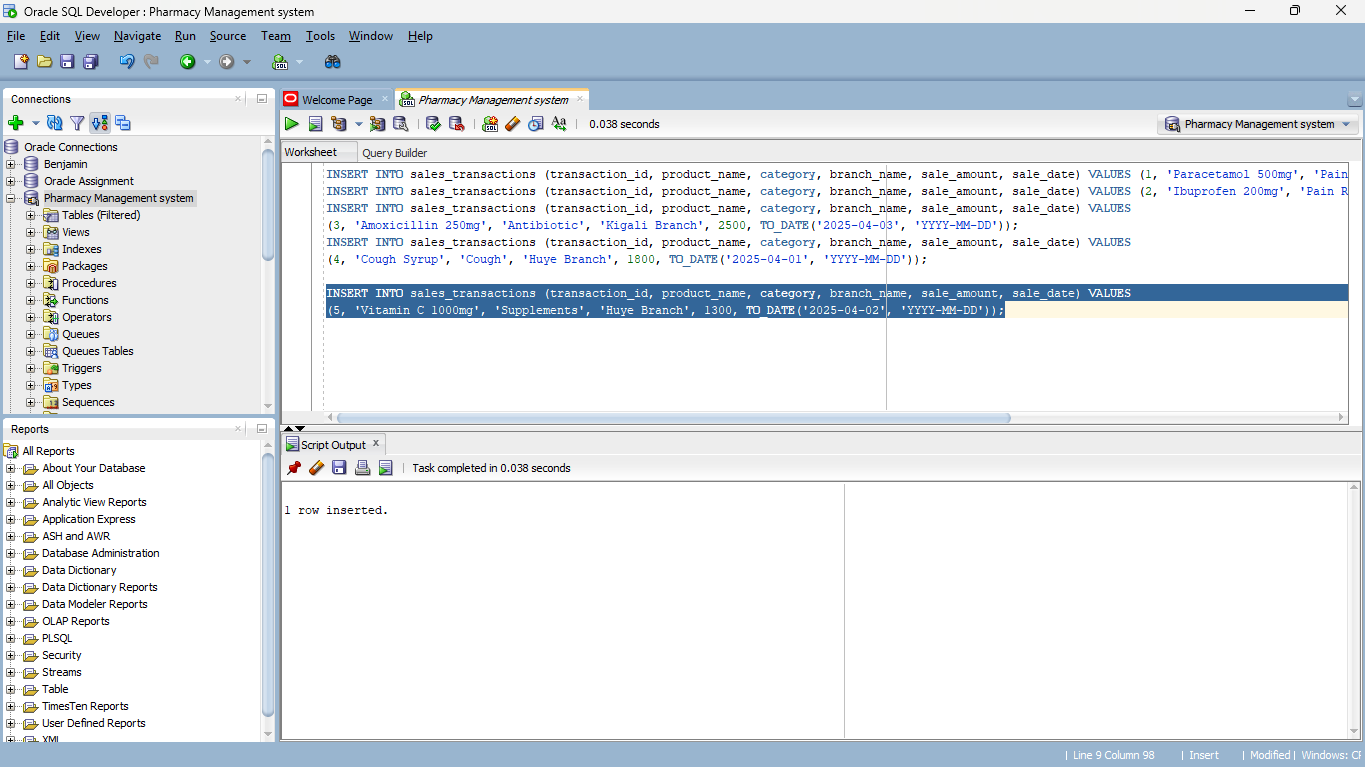 Oracle SQL Developer : Pharmacy Management system
File Edit View Navigate Run Source Team Tools Window Help
Connections
Oracle Connections
Benjamin
Oracle Assignment
Pharmacy Management system
Tables (Filtered)
Views
Indexes
Packages
Procedures
Functions
Operators
Queues
Queues Tables
Triggers
Types
Sequences
Reports
All Reports
About Your Database
All Objects
Analytic View Reports
Application Express
ASH and AWR
Database Administration
Data Dictionary
Data Dictionary Reports
Data Modeler Reports
OLAP Reports
PLSQL
Security
Streams
Table
TimesTen Reports
User Defined Reports
XML
Welcome Page
Pharmacy Management system
0.038 seconds
Pharmacy Management system
Worksheet Query Builder
INSERT INTO sales_transactions (transaction_id, product_name, category, branch_name, sale_amount, sale_date) VALUES (1, 'Paracetamol 500mg', 'Pain
INSERT INTO sales_transactions (transaction_id, product_name, category, branch_name, sale_amount, sale_date) VALUES (2, 'Ibuprofen 200mg', 'Pain R
INSERT INTO sales_transactions (transaction_id, product_name, category, branch_name, sale_amount, sale_date) VALUES
(3, 'Amoxicillin 250mg', 'Antibiotic', 'Kigali Branch', 2500, TO_DATE('2025-04-03', 'YYYY-MM-DD'));
INSERT INTO sales_transactions (transaction_id, product_name, category, branch_name, sale_amount, sale_date) VALUES
(4, 'Cough Syrup', 'Cough', 'Huye Branch', 1800, TO_DATE('2025-04-01', 'YYYY-MM-DD'));
INSERT INTO sales_transactions (transaction_id, product_name, category, branch_name, sale_amount, sale_date) VALUES
(5, 'Vitamin C 1000mg', 'Supplements', 'Huye Branch', 1300, TO_DATE('2025-04-02', 'YYYY-MM-DD'));
Script Output
Task completed in 0.038 seconds
1 row inserted.
Line 9 Column 98 Insert Modified Windows: CF